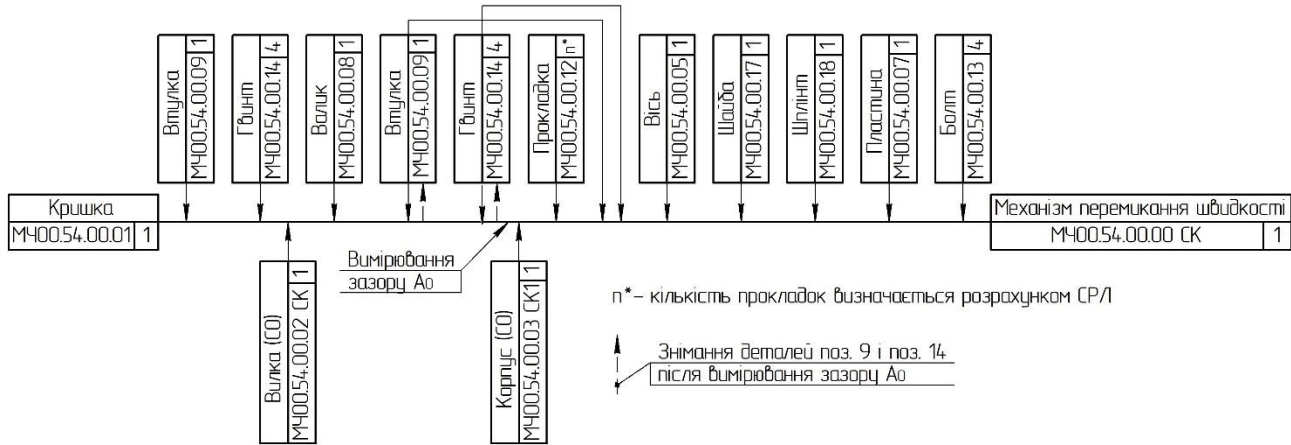 Втулка
МЧ00.54.00.09 1
Гвинт
МЧ00.54.00.14 4
Валик
МЧ00.54.00.08 1
Втулка
МЧ00.54.00.09 1
Гвинт
МЧ00.54.00.14 4
Прокладка
МЧ00.54.00.12 n*
Вісь
МЧ00.54.00.05 1
Шайба
МЧ00.54.00.17 1
Шплінт
МЧ00.54.00.18 1
Пластина
МЧ00.54.00.07 1
Болт
МЧ00.54.00.13 4
Кришка
МЧ00.54.00.01 1
Механізм перемикання швидкості
МЧ00.54.00.00 СК 1
Вилка (СО)
МЧ00.54.00.02 СК 1
Вимірювання
зазору А0
Корпус (СО)
МЧ00.54.00.03 СК1 1
n*– кількість прокладок визначається розрахунком СРЛ
Знімання деталей поз. 9 і поз. 14
після вимірювання зазору А0